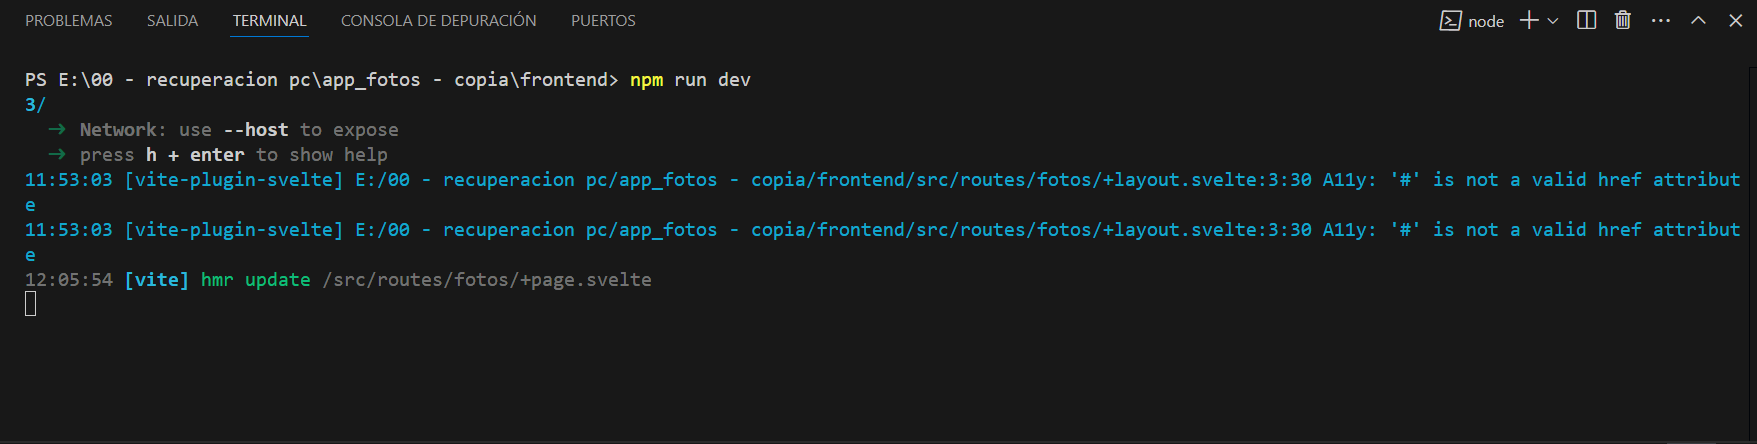 PROBLEMAS SALIDA TERMINAL CONSOLA DE DEPURACIÓN PUERTOS node
PS E:\00 - recuperacion pc\app_fotos - copia\frontend> npm run dev
3/
→ Network: use --host to expose
→ press h + enter to show help
11:53:03 [vite-plugin-svelte] E:/00 - recuperacion pc/app_fotos - copia/frontend/src/routes/fotos/+layout.svelte:3:30 A11y: '#' is not a valid href attribut
e
11:53:03 [vite-plugin-svelte] E:/00 - recuperacion pc/app_fotos - copia/frontend/src/routes/fotos/+layout.svelte:3:30 A11y: '#' is not a valid href attribut
e
12:05:54 [vite] hmr update /src/routes/fotos/+page.svelte